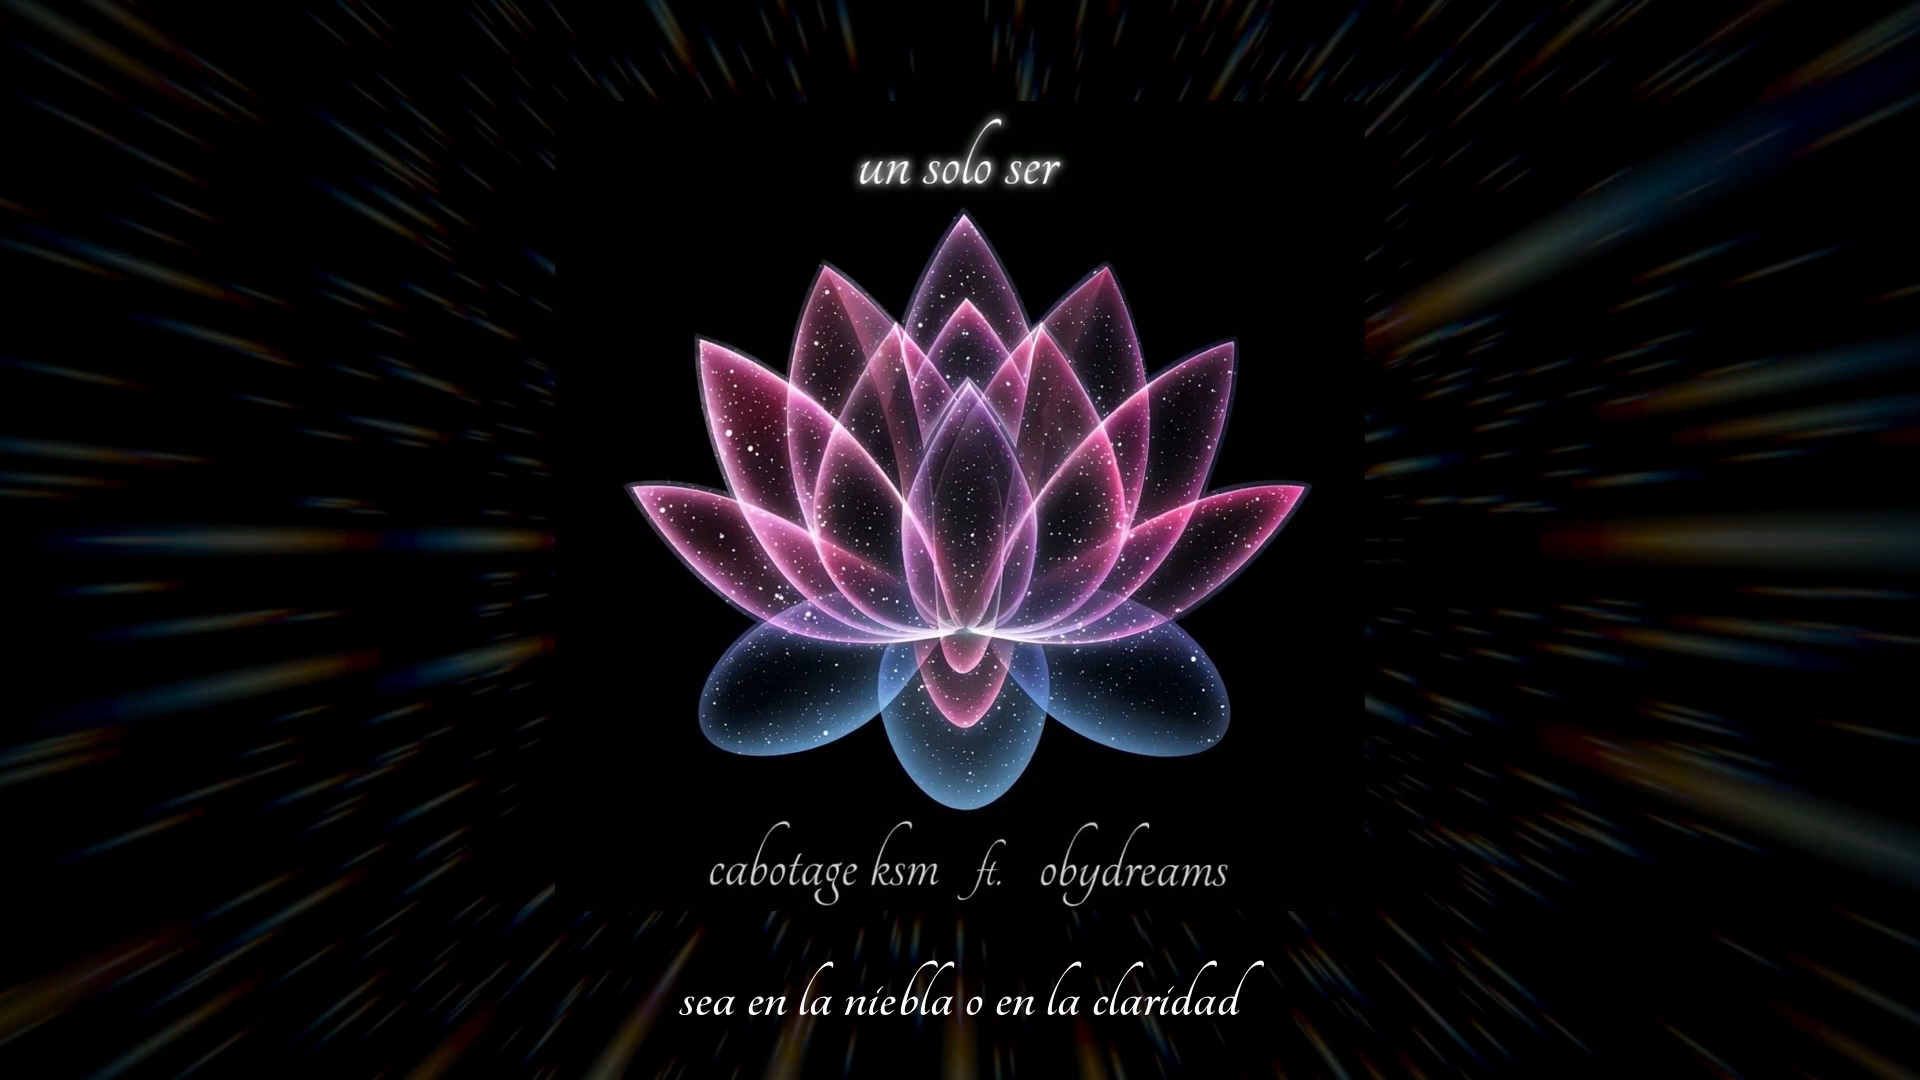 un solo ser
cabotage ksm ft. obydreams
sea en la niebla o en la claridad